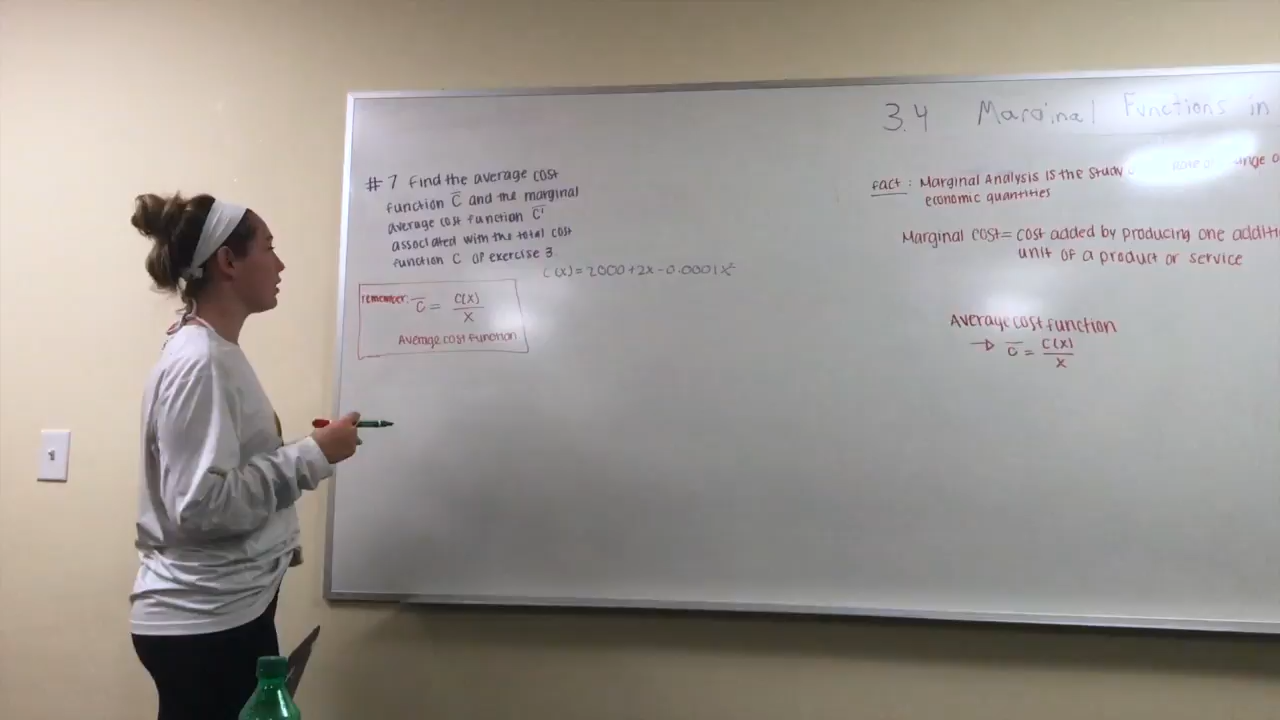 #7 Find the average cost
function C̅ and the marginal
average cost function C̅'
associated with the total cost
function C of exercise 3.
C(x) = 2000 + 2x - 0.0001x²
remember: C̅ = C(x)/x
Average cost function
3.4 Marginal Functions in
Fact: Marginal Analysis is the study rate of
economic quantities
Marginal cost = cost added by producing one
unit of a product or service
Average cost function
→ C̅ = C(x)/x